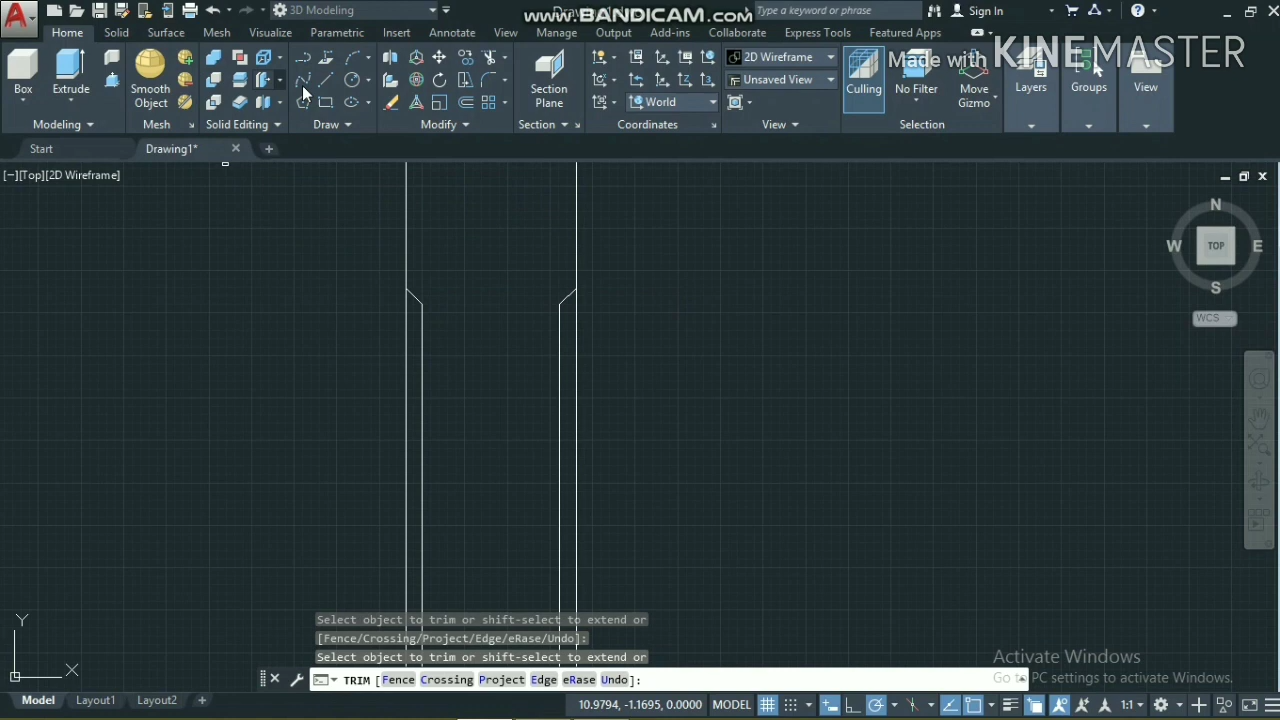 www.BANDICAM.com
3D Modeling
Type a keyword or phrase
Sign In
Home Solid Surface Mesh Visualize Parametric Insert Annotate View Manage Output Add-ins Collaborate Express Tools Featured Apps
Made with KINEMASTER
Box
Extrude
Smooth
Object
Section
Plane
2D Wireframe
Unsaved View
World
Culling
No Filter
Move
Gizmo
Layers
Groups
View
Modeling Mesh Solid Editing Draw Modify Section Coordinates View Selection
Start Drawing1*
[−][Top][2D Wireframe]
N
W TOP E
S
WCS
Y
X
Select object to trim or shift-select to extend or
[Fence/Crossing/Project/Edge/eRase/Undo]:
Select object to trim or shift-select to extend or
TRIM [Fence Crossing Project Edge eRase Undo]:
Activate Windows
Go to PC settings to activate Windows.
Model Layout1 Layout2
10.9794, -1.1695, 0.0000 MODEL 1:1